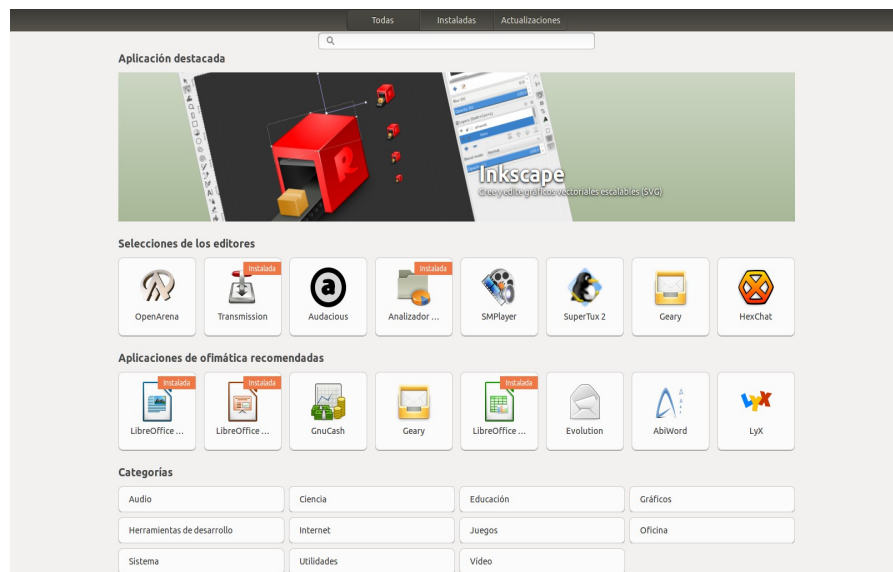 Todas Instaladas Actualizaciones
Aplicación destacada
Inkscape
Cree y edite gráficos vectoriales escalables (SVG)
Selecciones de los editores
Instalada Instalada
OpenArena Transmission Audacious Analizador ... SMPlayer SuperTux 2 Geary HexChat
Aplicaciones de ofimática recomendadas
Instalada Instalada Instalada
LibreOffice ... LibreOffice ... GnuCash Geary LibreOffice ... Evolution AbiWord LyX
Categorías
Audio Ciencia Educación Gráficos
Herramientas de desarrollo Internet Juegos Oficina
Sistema Utilidades Vídeo